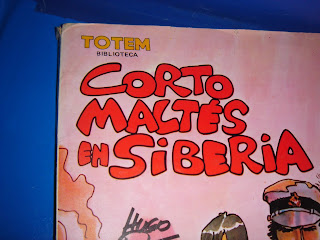 TOTEM
BIBLIOTECA
CORTO
MALTÉS
EN SIBERIA
HUGO